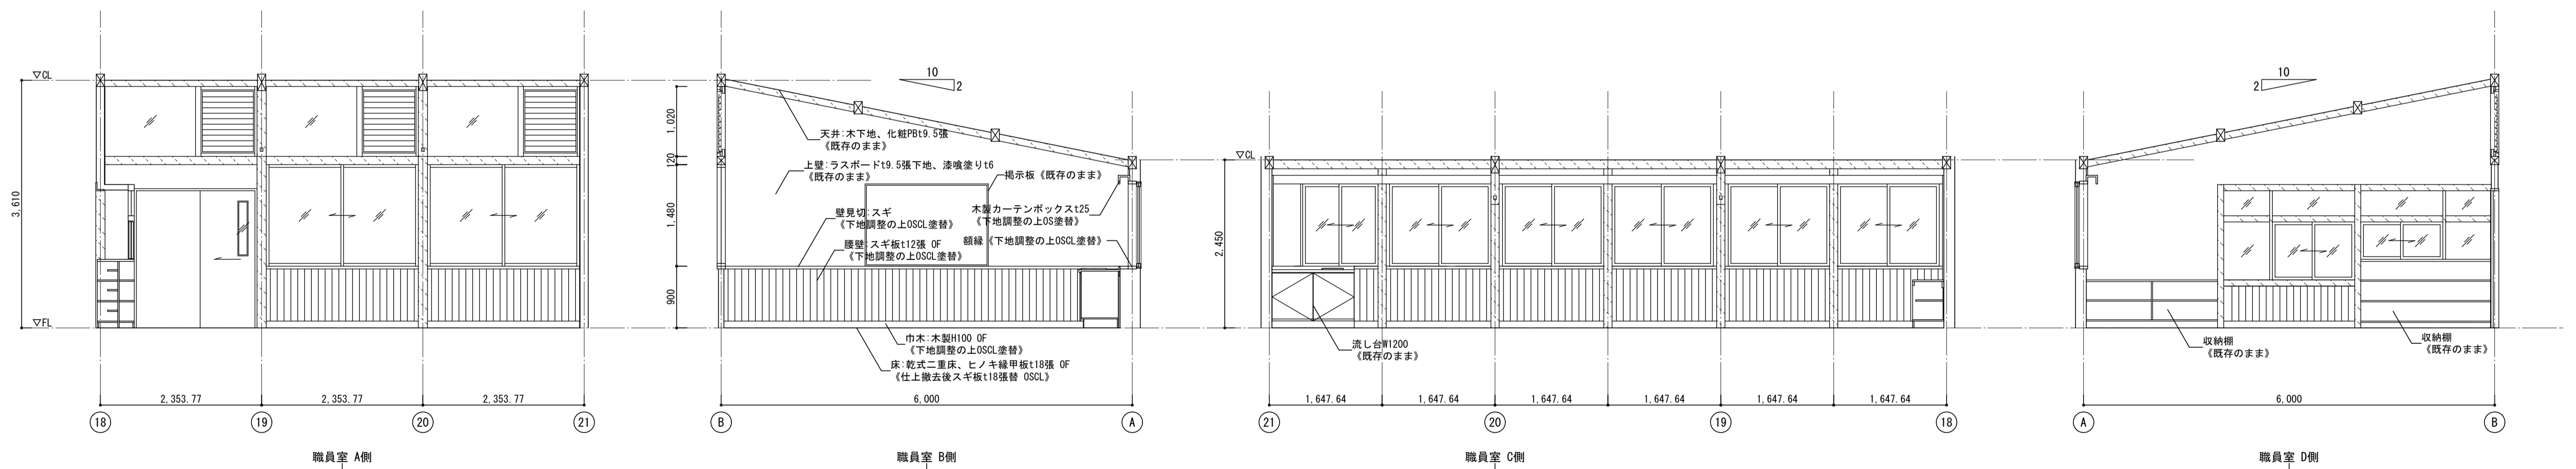 ▽CL
3,610
▽FL
2,353.77
2,353.77
2,353.77
18
19
20
21
職員室 A側
1,020
120
1,480
900
10
2
天井:木下地、化粧PBt9.5張
《既存のまま》
上壁:ラスボードt9.5張下地、漆喰塗りt6
《既存のまま》
掲示板《既存のまま》
壁見切:スギ
《下地調整の上OSCL塗替》
木製カーテンボックスt25
《下地調整の上OS塗替》
腰壁:スギ板t12張 OF
《下地調整の上OSCL塗替》
額縁《下地調整の上OSCL塗替》
巾木:木製H100 OF
《下地調整の上OSCL塗替》
床:乾式二重床、ヒノキ縁甲板t18張 OF
《仕上撤去後スギ板t18張替 OSCL》
6,000
B
A
職員室 B側
▽CL
2,450
流し台W1200
《既存のまま》
1,647.64
1,647.64
1,647.64
1,647.64
1,647.64
1,647.64
21
20
19
18
職員室 C側
10
2
収納棚
《既存のまま》
収納棚
《既存のまま》
6,000
A
B
職員室 D側